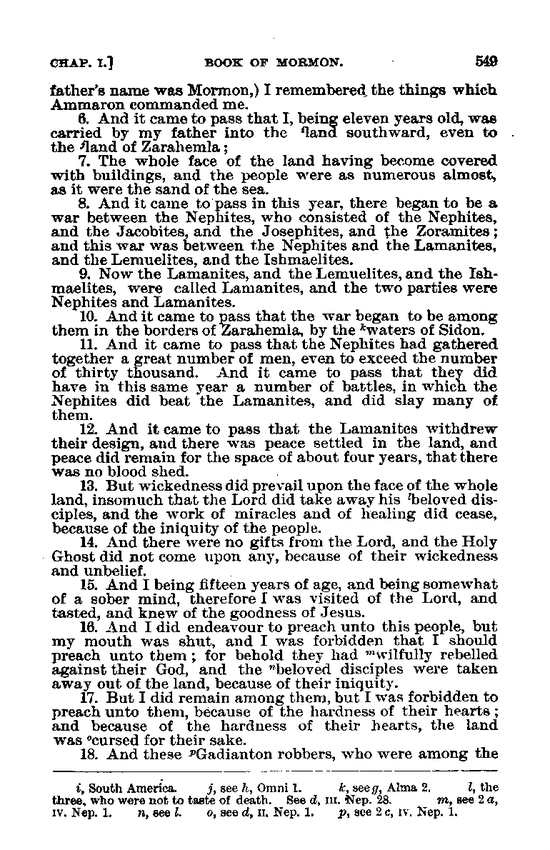 CHAP. I.] BOOK OF MORMON. 549
father's name was Mormon,) I remembered the things which
Ammaron commanded me.
6. And it came to pass that I, being eleven years old, was
carried by my father into the ⁱland southward, even to
the ʲland of Zarahemla;
7. The whole face of the land having become covered
with buildings, and the people were as numerous almost,
as it were the sand of the sea.
8. And it came to pass in this year, there began to be a
war between the Nephites, who consisted of the Nephites,
and the Jacobites, and the Josephites, and the Zoramites;
and this war was between the Nephites and the Lamanites,
and the Lemuelites, and the Ishmaelites.
9. Now the Lamanites, and the Lemuelites, and the Ish-
maelites, were called Lamanites, and the two parties were
Nephites and Lamanites.
10. And it came to pass that the war began to be among
them in the borders of Zarahemla, by the ᵏwaters of Sidon.
11. And it came to pass that the Nephites had gathered
together a great number of men, even to exceed the number
of thirty thousand. And it came to pass that they did
have in this same year a number of battles, in which the
Nephites did beat the Lamanites, and did slay many of
them.
12. And it came to pass that the Lamanites withdrew
their design, and there was peace settled in the land, and
peace did remain for the space of about four years, that there
was no blood shed.
13. But wickedness did prevail upon the face of the whole
land, insomuch that the Lord did take away his ˡbeloved dis-
ciples, and the work of miracles and of healing did cease,
because of the iniquity of the people.
14. And there were no gifts from the Lord, and the Holy
Ghost did not come upon any, because of their wickedness
and unbelief.
15. And I being fifteen years of age, and being somewhat
of a sober mind, therefore I was visited of the Lord, and
tasted, and knew of the goodness of Jesus.
16. And I did endeavour to preach unto this people, but
my mouth was shut, and I was forbidden that I should
preach unto them; for behold they had ᵐwilfully rebelled
against their God, and the ⁿbeloved disciples were taken
away out of the land, because of their iniquity.
17. But I did remain among them, but I was forbidden to
preach unto them, because of the hardness of their hearts;
and because of the hardness of their hearts, the land
was ᵒcursed for their sake.
18. And these ᵖGadianton robbers, who were among the
i, South America. j, see h, Omni 1. k, see g, Alma 2. l, the
three, who were not to taste of death. See d, III. Nep. 28. m, see 2 a,
IV. Nep. 1. n, see l. o, see d, II. Nep. 1. p, see 2 c, IV. Nep. 1.